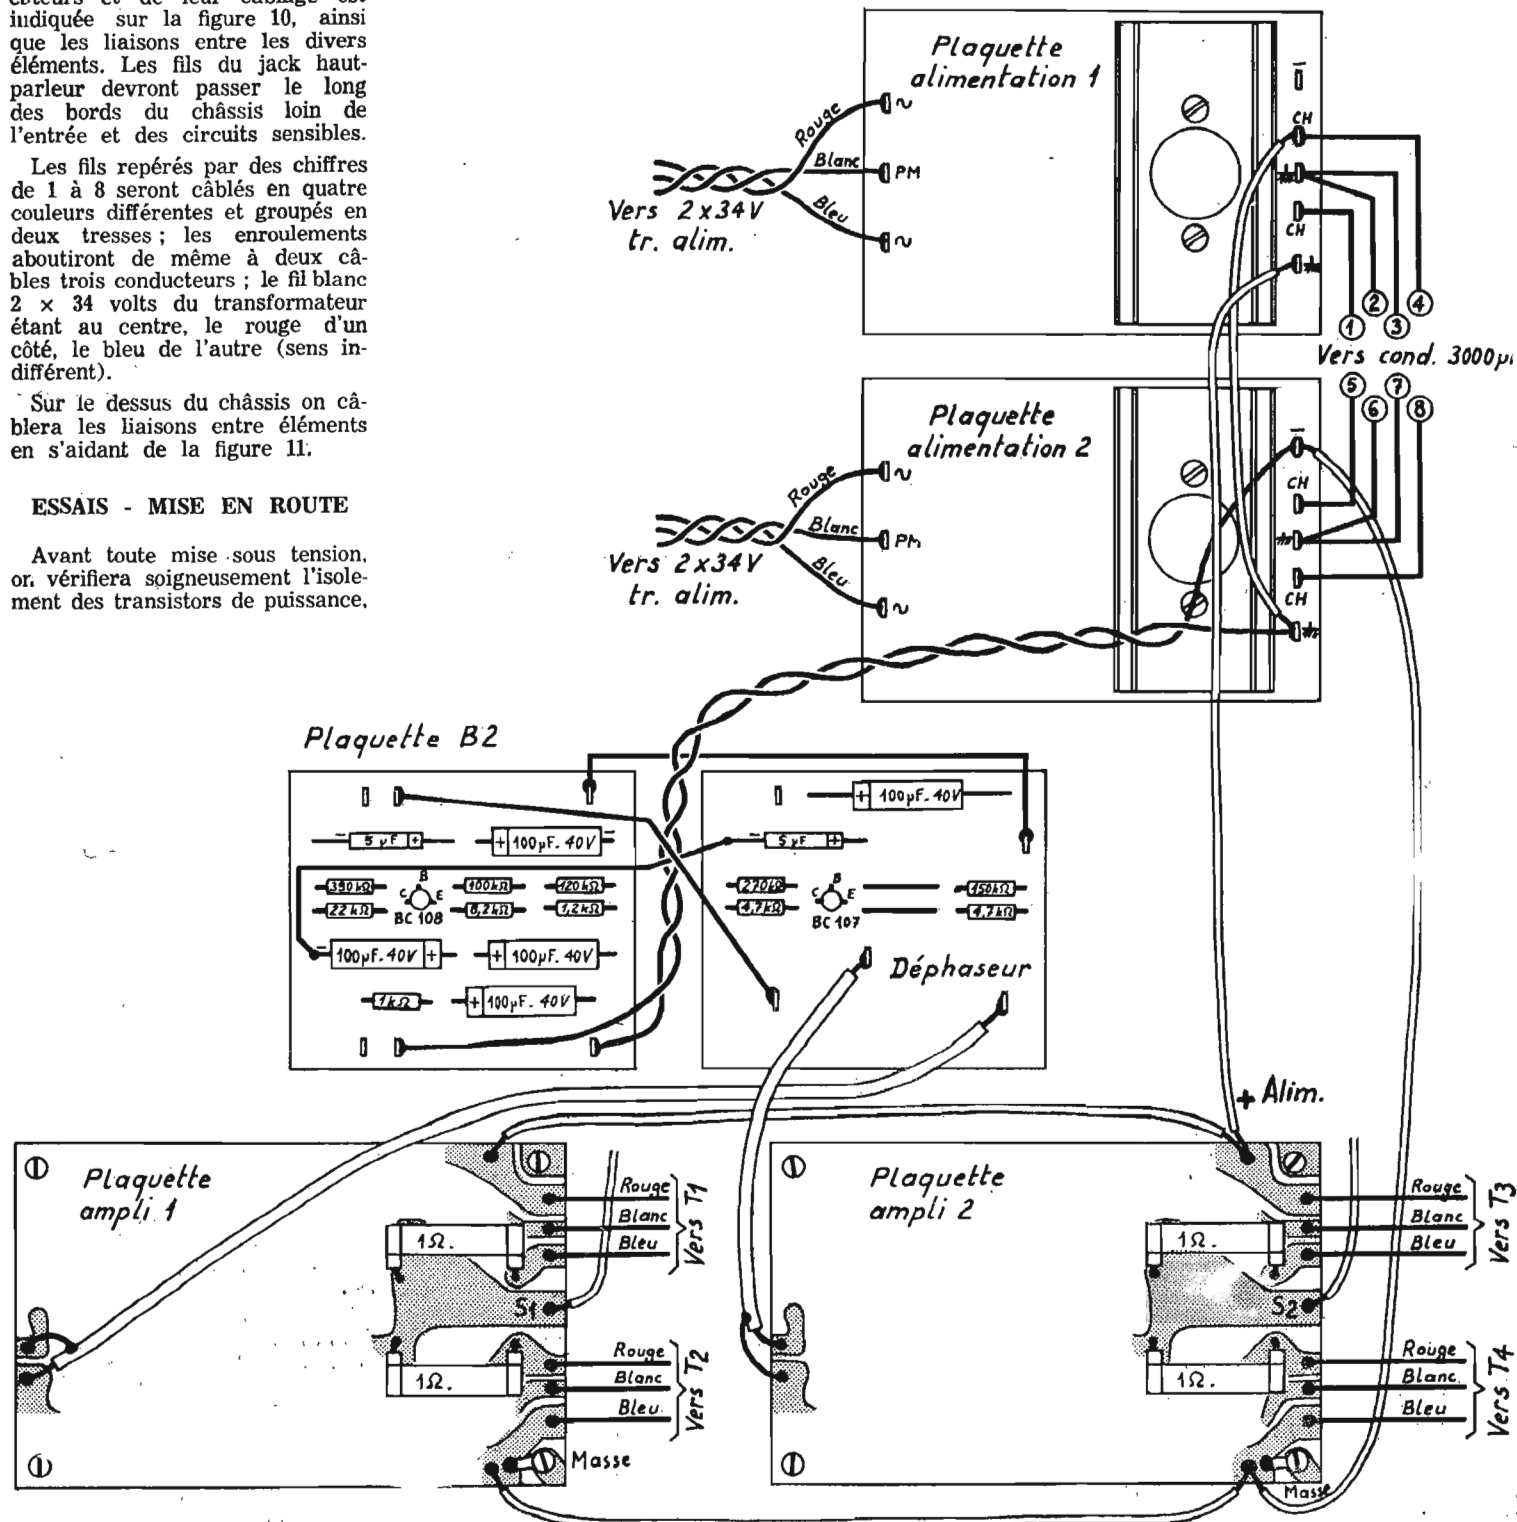 indiquée sur la figure 10, ainsi
que les liaisons entre les divers
éléments. Les fils du jack haut-
parleur devront passer le long
des bords du châssis loin de
l'entrée et des circuits sensibles.
Les fils repérés par des chiffres
de 1 à 8 seront câblés en quatre
couleurs différentes et groupés en
deux tresses ; les enroulements
aboutiront de même à deux câ-
bles trois conducteurs ; le fil blanc
2 × 34 volts du transformateur
étant au centre, le rouge d'un
côté, le bleu de l'autre (sens in-
différent).
Sur le dessus du châssis on câ-
blera les liaisons entre éléments
en s'aidant de la figure 11.
ESSAIS - MISE EN ROUTE
Avant toute mise sous tension,
on vérifiera soigneusement l'isole-
ment des transistors de puissance,
Plaquette
alimentation 1
Rouge
~
Blanc
PM
Bleu
~
Vers 2x34V
tr. alim.
–
CH
CH
1
2
3
4
Vers cond. 3000µ
5
6
7
8
Plaquette
alimentation 2
Rouge
~
Blanc
PM
Bleu
~
Vers 2x34V
tr. alim.
–
CH
CH
Plaquette B2
– 5 µF +
+ 100µF. 40V –
390kΩ
100kΩ
120kΩ
22kΩ
8,2kΩ
1,2kΩ
B
C
E
BC 108
– 100µF. 40V +
+ 100µF. 40V
1kΩ
+ 100µF. 40V
+ 100µF. 40V
– 5µF +
270kΩ
150kΩ
4,7kΩ
4,7kΩ
B
C
E
BC 107
Déphaseur
+ Alim.
Plaquette
ampli 1
1Ω.
1Ω.
S1
Rouge
Blanc
Bleu
Vers T1
Rouge
Blanc
Bleu
Vers T2
Masse
Plaquette
ampli 2
1Ω.
1Ω.
S2
Rouge
Blanc
Bleu
Vers T3
Rouge
Blanc
Bleu
Vers T4
Masse